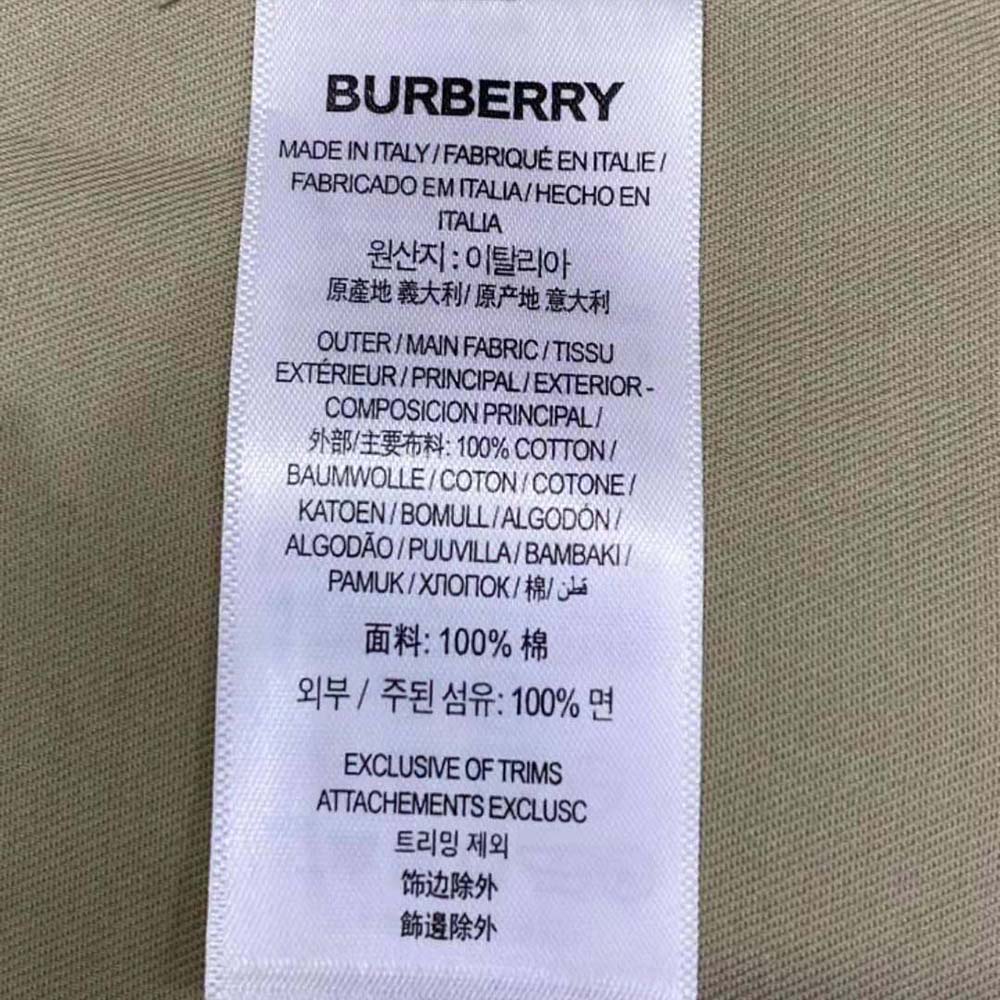 BURBERRY
MADE IN ITALY / FABRIQUÉ EN ITALIE /
FABRICADO EM ITALIA / HECHO EN
ITALIA
원산지 : 이탈리아
原產地 義大利/ 原产地 意大利
OUTER / MAIN FABRIC / TISSU
EXTÉRIEUR / PRINCIPAL / EXTERIOR -
COMPOSICION PRINCIPAL /
外部/主要布料: 100% COTTON /
BAUMWOLLE / COTON / COTONE /
KATOEN / BOMULL / ALGODÓN /
ALGODÃO / PUUVILLA / BAMBAKI /
PAMUK / ХЛОПОК / 棉/ قطن
面料: 100% 棉
외부 / 주된 섬유: 100% 면
EXCLUSIVE OF TRIMS
ATTACHEMENTS EXCLUSC
트리밍 제외
饰边除外
飾邊除外